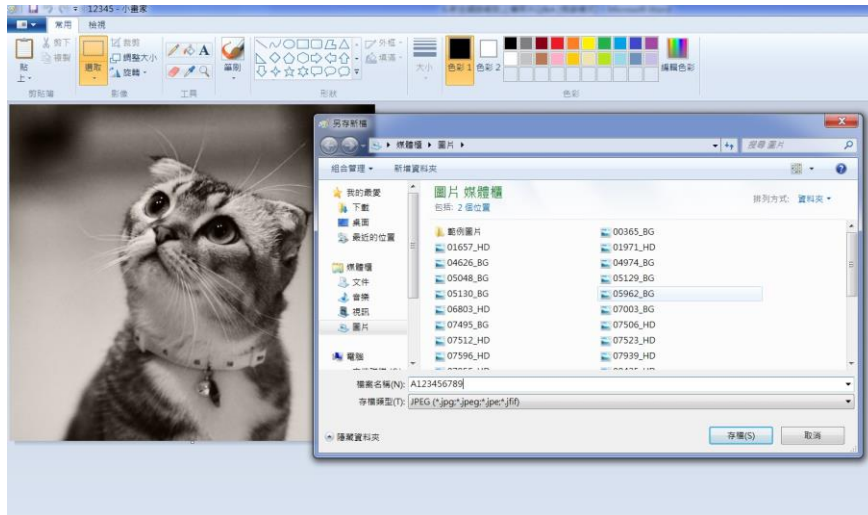 12345 - 小畫家
常用 檢視
貼上
剪下
複製
選取
裁剪
調整大小
旋轉
A
筆刷
外框
填滿
大小
色彩 1
色彩 2
編輯色彩
剪貼簿 影像 工具 形狀 色彩
另存新檔
媒體櫃 圖片
搜尋 圖片
組合管理 新增資料夾
我的最愛
下載
桌面
最近的位置
媒體櫃
文件
音樂
視訊
圖片
電腦
圖片 媒體櫃
包括: 2 個位置
排列方式: 資料夾
範例圖片 00365_BG
01657_HD 01971_HD
04626_BG 04974_BG
05048_BG 05129_BG
05130_BG 05962_BG
06803_HD 07003_BG
07495_BG 07506_HD
07512_HD 07523_HD
07596_HD 07939_HD
檔案名稱(N): A123456789
存檔類型(T): JPEG (*.jpg;*.jpeg;*.jpe;*.jfif)
隱藏資料夾
存檔(S) 取消